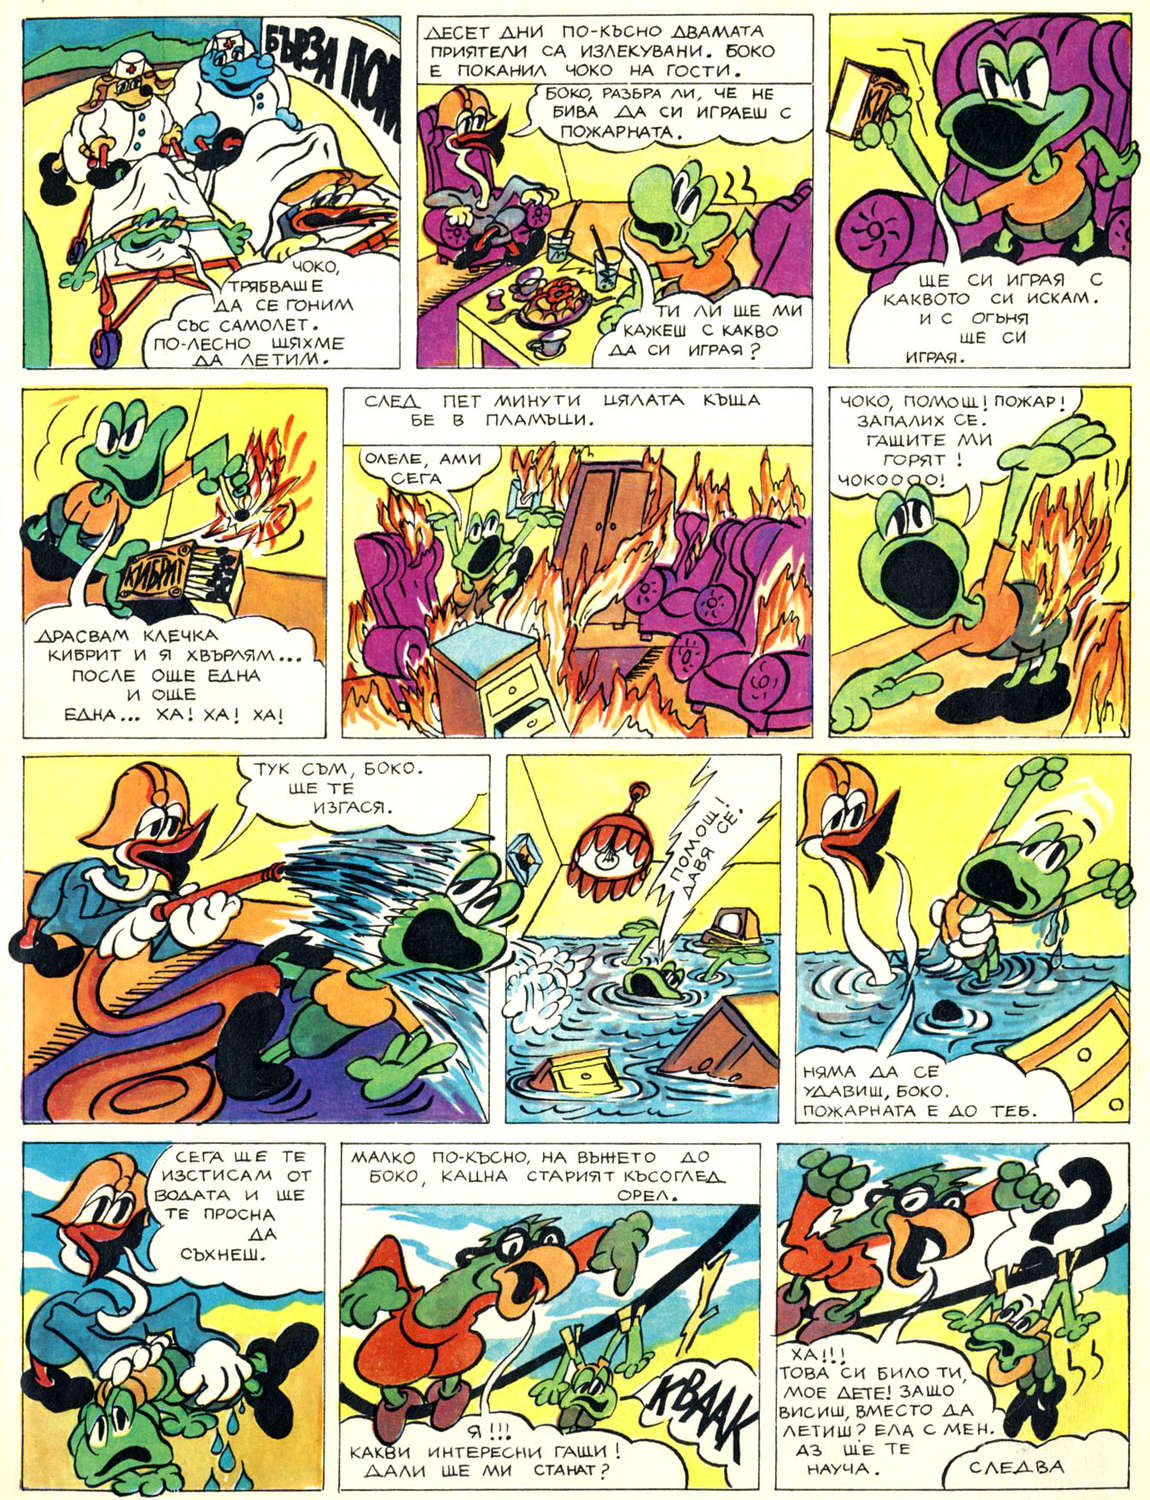 БЪРЗА ПОМ
ЧОКО,
ТРЯБВАШЕ
ДА СЕ ГОНИМ
СЪС САМОЛЕТ.
ПО-ЛЕСНО ЩЯХМЕ
ДА ЛЕТИМ.
ДЕСЕТ ДНИ ПО-КЪСНО ДВАМАТА
ПРИЯТЕЛИ СА ИЗЛЕКУВАНИ. БОКО
Е ПОКАНИЛ ЧОКО НА ГОСТИ.
БОКО, РАЗБРА ЛИ, ЧЕ НЕ
БИВА ДА СИ ИГРАЕШ С
ПОЖАРНАТА.
ТИ ЛИ ЩЕ МИ
КАЖЕШ С КАКВО
ДА СИ ИГРАЯ?
КИ
ЩЕ СИ ИГРАЯ С
КАКВОТО СИ ИСКАМ.
И С ОГЪНЯ
ЩЕ СИ
ИГРАЯ.
КИБРИТ
ДРАСВАМ КЛЕЧКА
КИБРИТ И Я ХВЪРЛЯМ...
ПОСЛЕ ОЩЕ ЕДНА
И ОЩЕ
ЕДНА... ХА! ХА! ХА!
СЛЕД ПЕТ МИНУТИ ЦЯЛАТА КЪЩА
БЕ В ПЛАМЪЦИ.
ОЛЕЛЕ, АМИ
СЕГА
ЧОКО, ПОМОЩ! ПОЖАР!
ЗАПАЛИХ СЕ.
ГАЩИТЕ МИ
ГОРЯТ!
ЧОКОООО!
ТУК СЪМ, БОКО.
ЩЕ ТЕ
ИЗГАСЯ.
ПОМОЩ!
ДАВЯ СЕ.
НЯМА ДА СЕ
УДАВИШ, БОКО.
ПОЖАРНАТА Е ДО ТЕБ.
СЕГА ЩЕ ТЕ
ИЗСТИСАМ ОТ
ВОДАТА И ЩЕ
ТЕ ПРОСНА
ДА
СЪХНЕШ.
МАЛКО ПО-КЪСНО, НА ВЪЖЕТО ДО
БОКО, КАЦНА СТАРИЯТ КЪСОГЛЕД
ОРЕЛ.
КВААК
Я!!!
КАКВИ ИНТЕРЕСНИ ГАЩИ!
ДАЛИ ЩЕ МИ СТАНАТ?
?
ХА!!!
ТОВА СИ БИЛО ТИ,
МОЕ ДЕТЕ! ЗАЩО
ВИСИШ, ВМЕСТО ДА
ЛЕТИШ? ЕЛА С МЕН.
АЗ ЩЕ ТЕ
НАУЧА.
СЛЕДВА